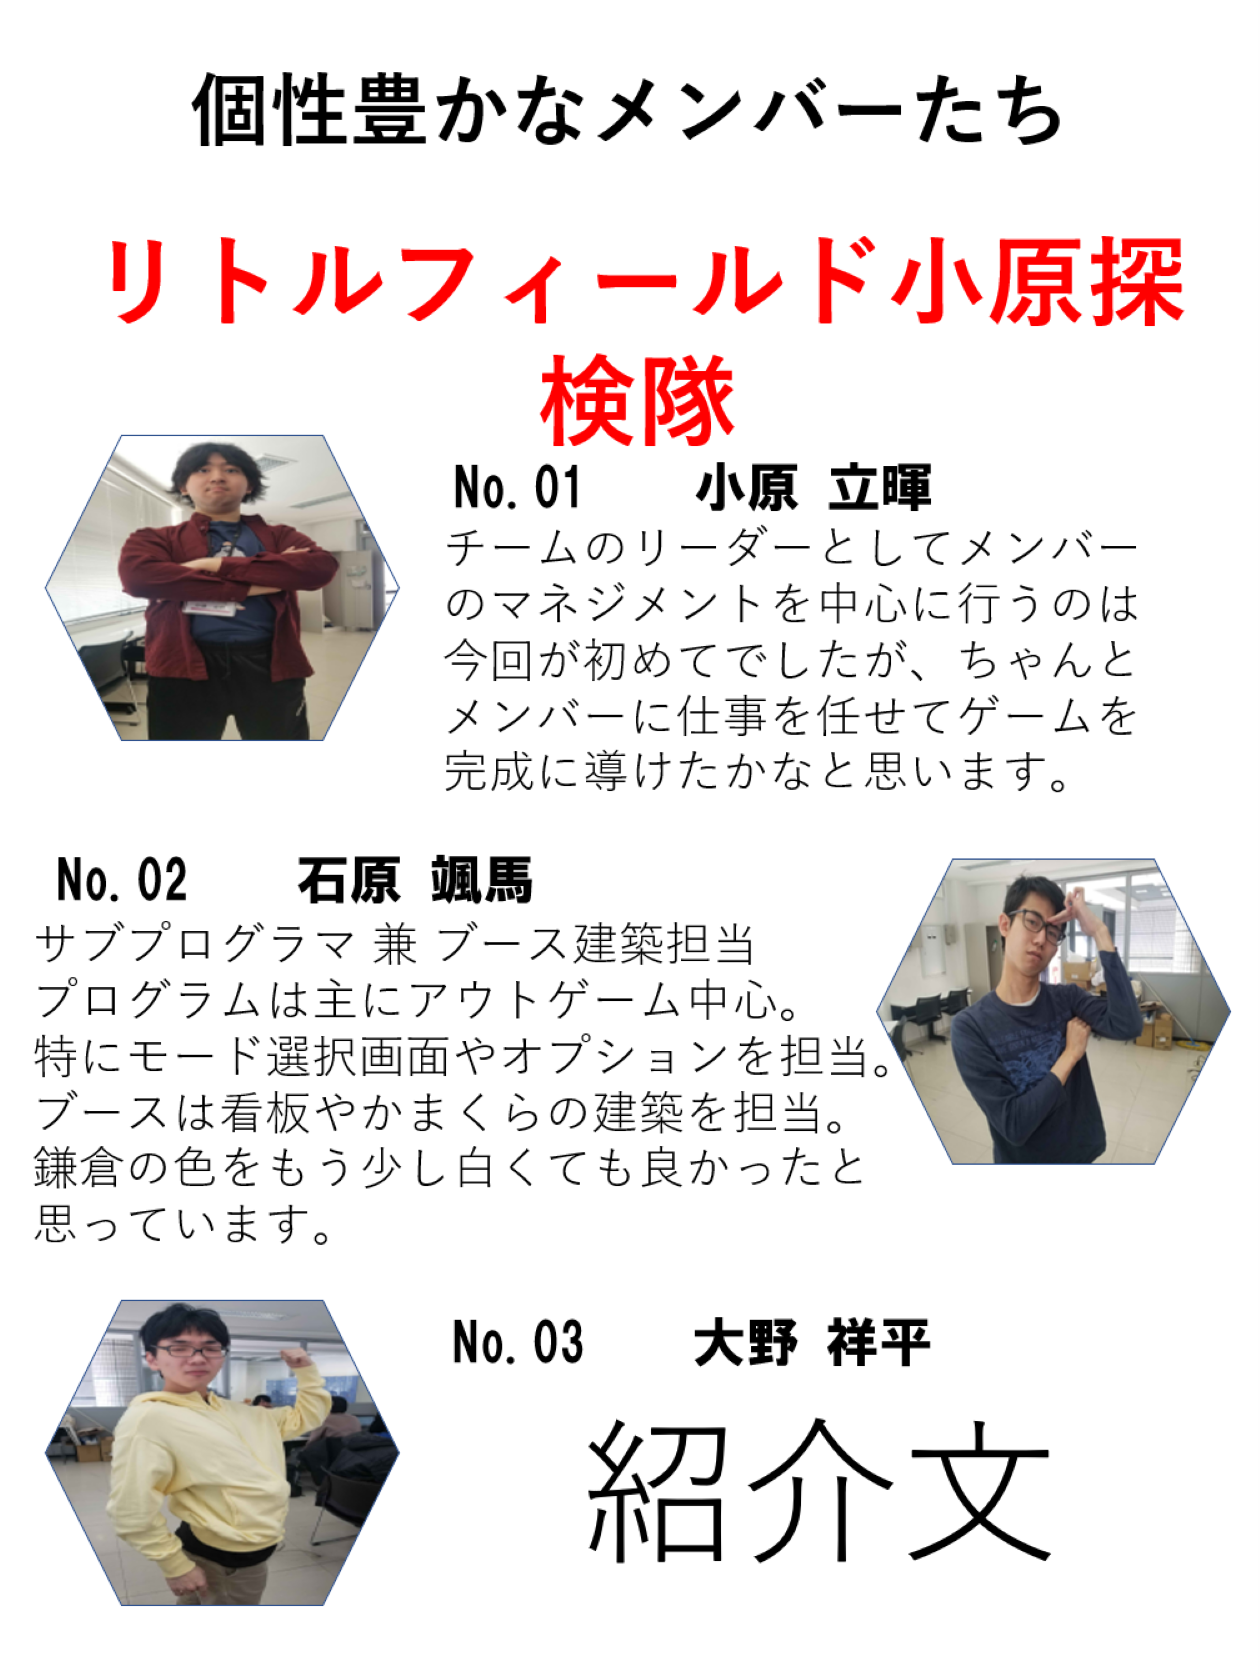 個性豊かなメンバーたち
リトルフィールド小原探
検隊
No. 01 小原 立暉
チームのリーダーとしてメンバー
のマネジメントを中心に行うのは
今回が初めてでしたが、ちゃんと
メンバーに仕事を任せてゲームを
完成に導けたかなと思います。
No. 02 石原 颯馬
サブプログラマ 兼 ブース建築担当
プログラムは主にアウトゲーム中心。
特にモード選択画面やオプションを担当。
ブースは看板やかまくらの建築を担当。
鎌倉の色をもう少し白くても良かったと
思っています。
No. 03 大野 祥平
紹介文